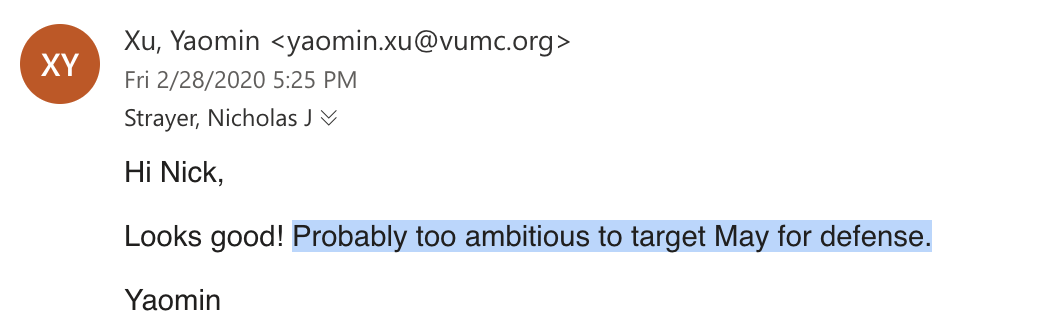 XY
Xu, Yaomin <yaomin.xu@vumc.org>
Fri 2/28/2020 5:25 PM
Strayer, Nicholas J
Hi Nick,
Looks good! Probably too ambitious to target May for defense.
Yaomin